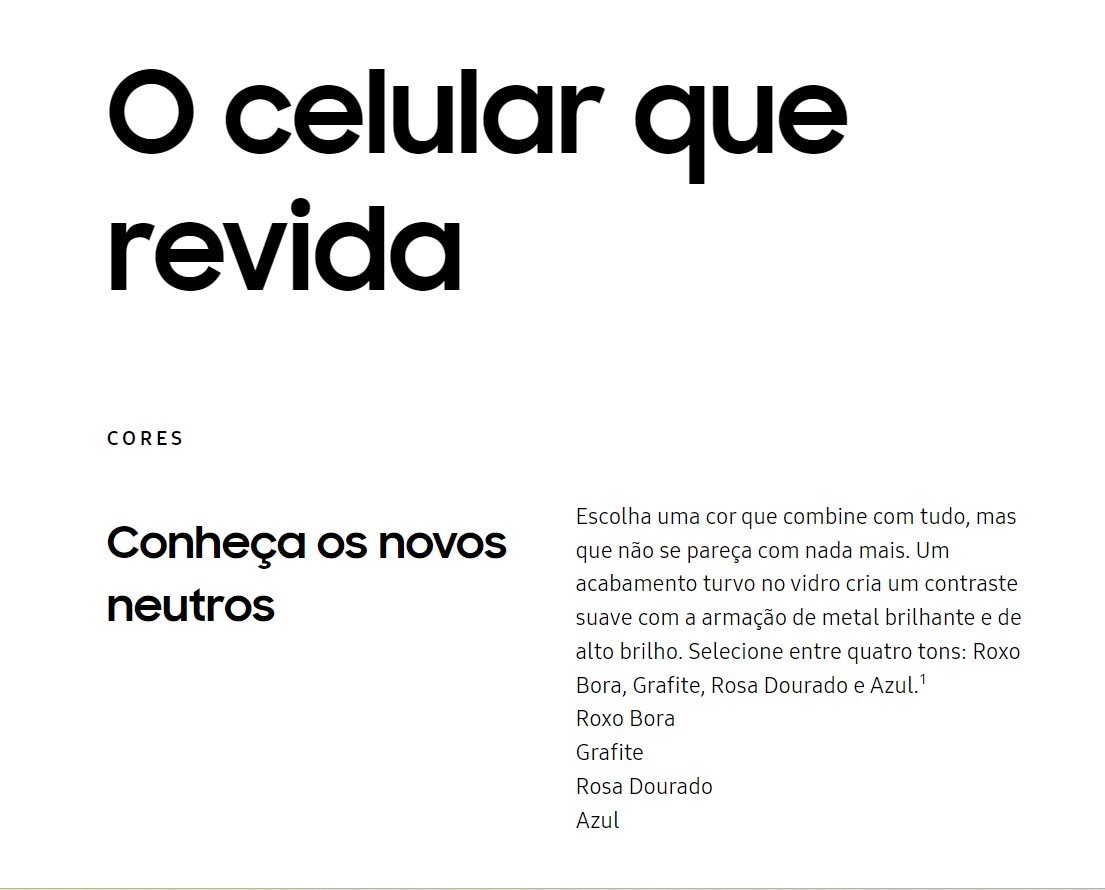 O celular que
revida
CORES
Conheça os novos
neutros
Escolha uma cor que combine com tudo, mas
que não se pareça com nada mais. Um
acabamento turvo no vidro cria um contraste
suave com a armação de metal brilhante e de
alto brilho. Selecione entre quatro tons: Roxo
Bora, Grafite, Rosa Dourado e Azul.¹
Roxo Bora
Grafite
Rosa Dourado
Azul